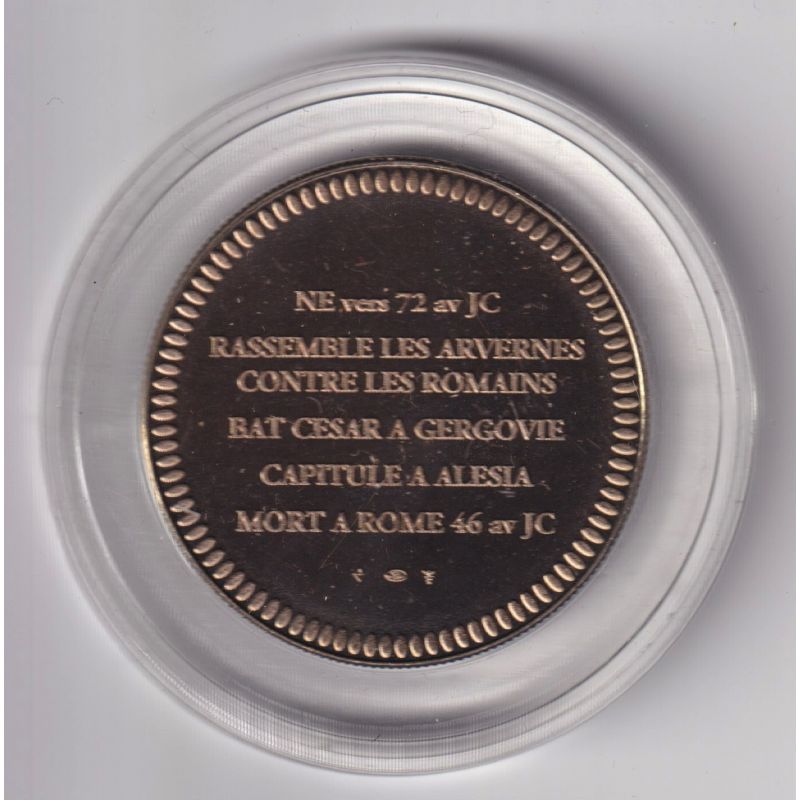 NE vers 72 av JC
RASSEMBLE LES ARVERNES
CONTRE LES ROMAINS
BAT CESAR A GERGOVIE
CAPITULE A ALESIA
MORT A ROME 46 av JC